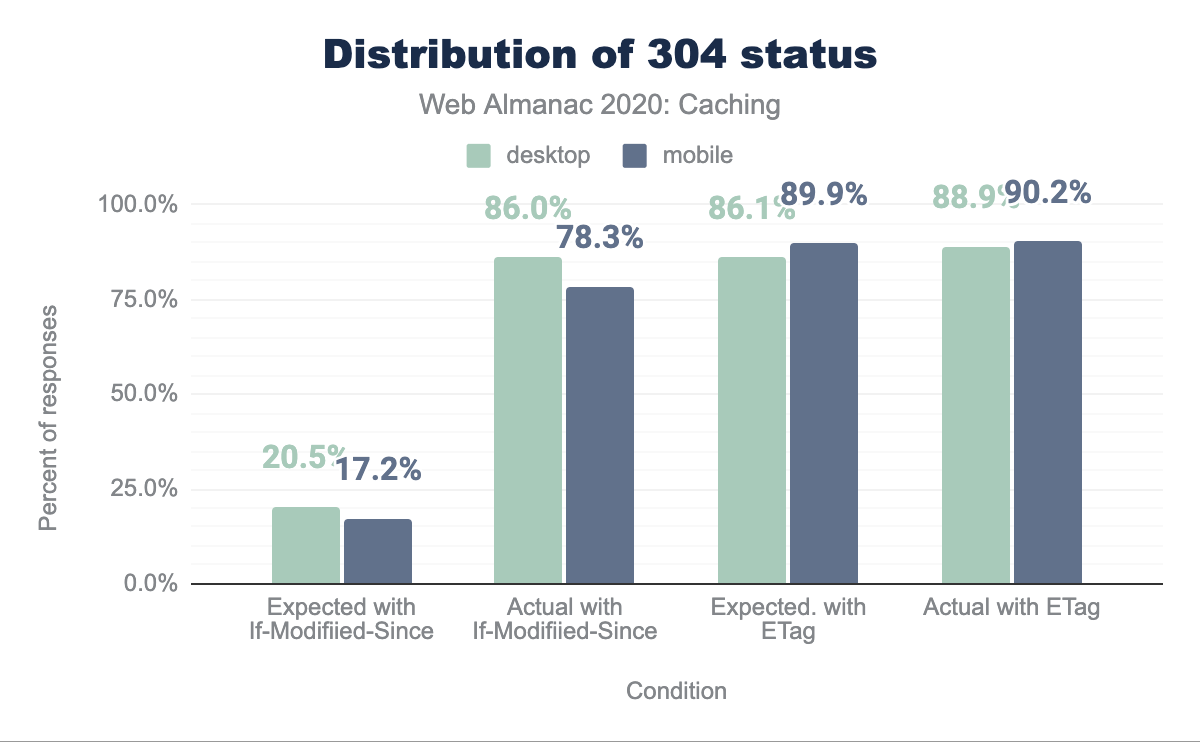 Distribution of 304 status
Web Almanac 2020: Caching
desktop
mobile
Percent of responses
100.0%
75.0%
50.0%
25.0%
0.0%
20.5%
17.2%
86.0%
78.3%
86.1%
89.9%
88.9%
90.2%
Expected with
If-Modifiied-Since
Actual with
If-Modifiied-Since
Expected. with
ETag
Actual with ETag
Condition